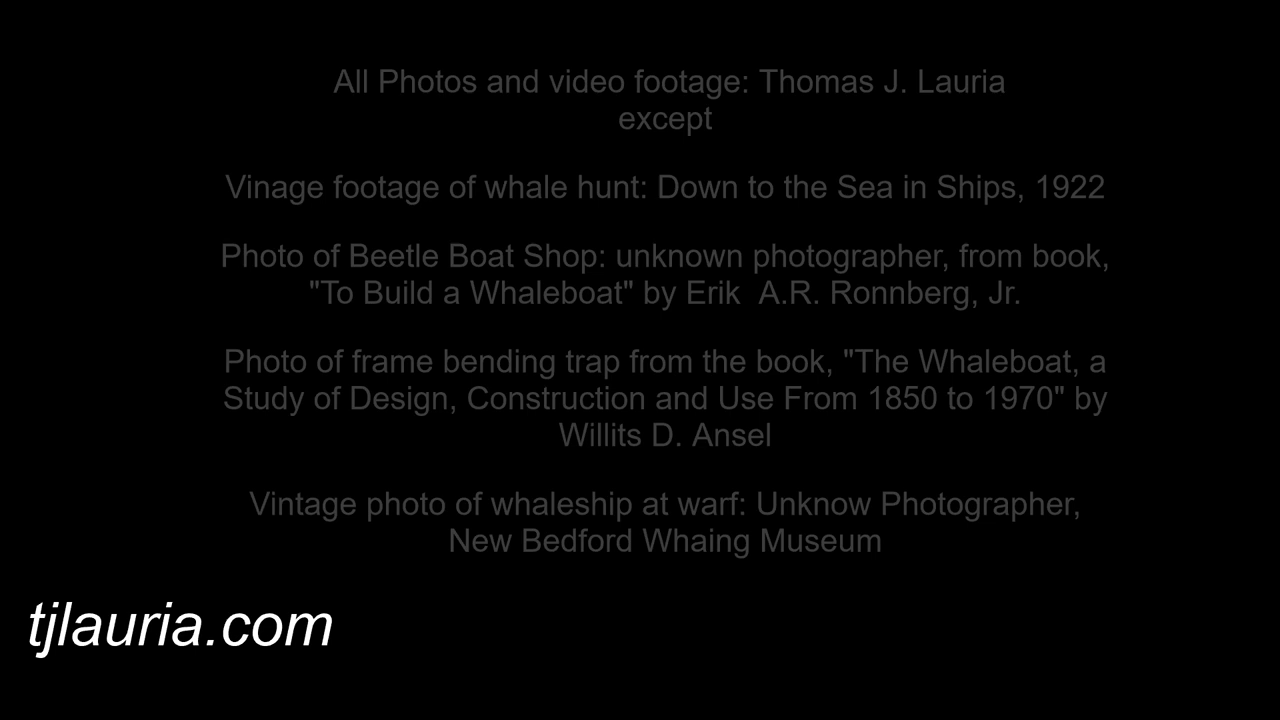 All Photos and video footage: Thomas J. Lauria
except
Vinage footage of whale hunt: Down to the Sea in Ships, 1922
Photo of Beetle Boat Shop: unknown photographer, from book,
"To Build a Whaleboat" by Erik  A.R. Ronnberg, Jr.
Photo of frame bending trap from the book, "The Whaleboat, a
Study of Design, Construction and Use From 1850 to 1970" by
Willits D. Ansel
Vintage photo of whaleship at warf: Unknow Photographer,
New Bedford Whaing Museum
tjlauria.com